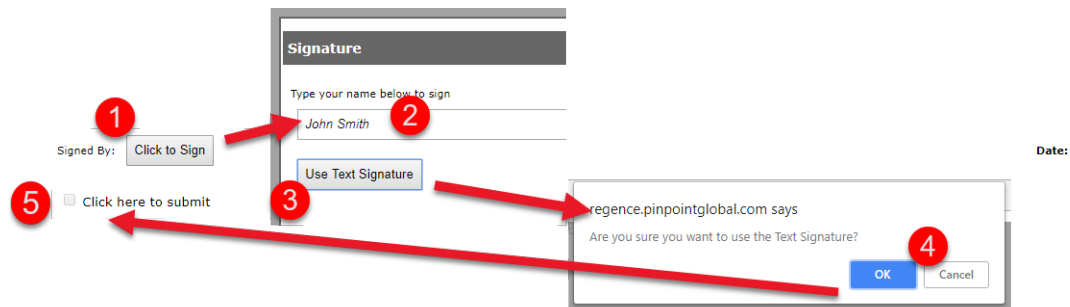 Signature
Type your name below to sign
1
2
John Smith
Signed By: Click to Sign
Date:
Use Text Signature
3
5
Click here to submit
regence.pinpointglobal.com says
Are you sure you want to use the Text Signature?
4
OK Cancel